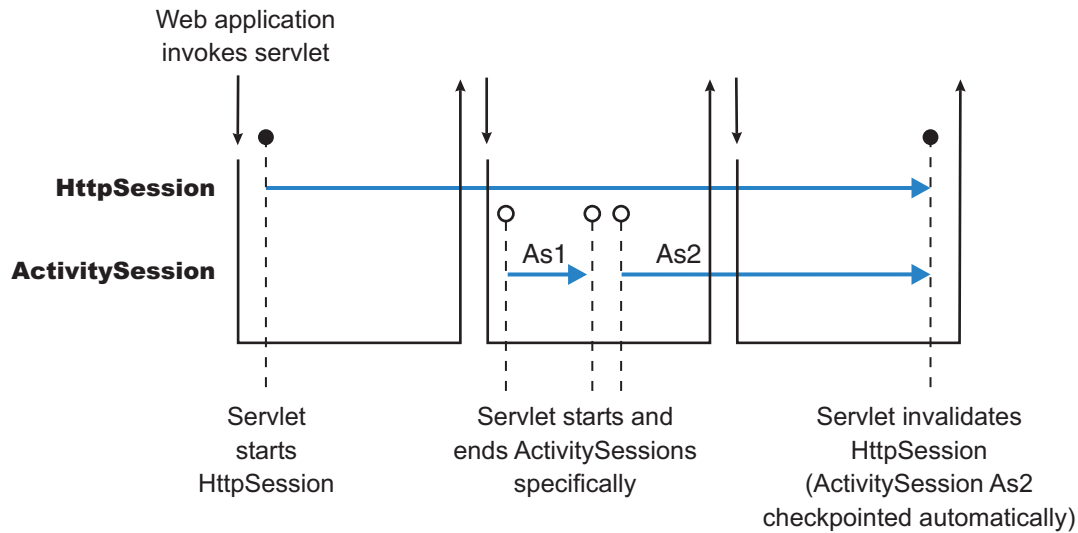 Web application
invokes servlet
HttpSession
ActivitySession
As1
As2
Servlet
starts
HttpSession
Servlet starts and
ends ActivitySessions
specifically
Servlet invalidates
HttpSession
(ActivitySession As2
checkpointed automatically)